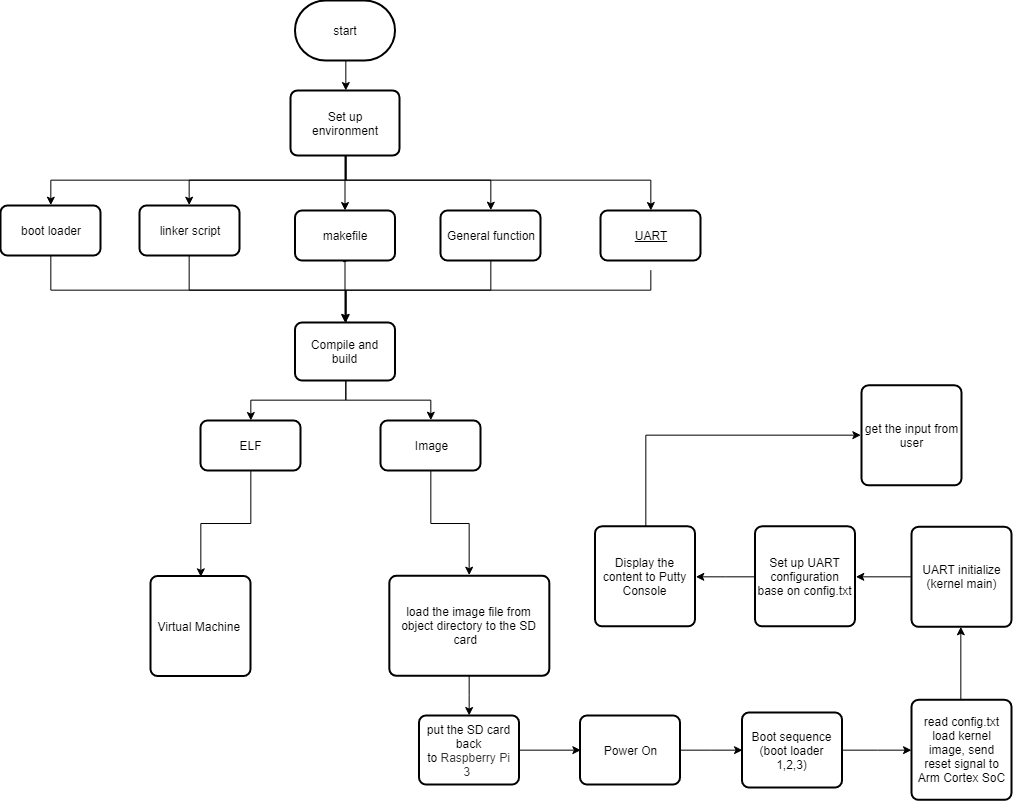 start
Set up
environment
boot loader
linker script
makefile
General function
UART
Compile and
build
ELF
Image
get the input from
user
Display the
content to Putty
Console
Set up UART
configuration
base on config.txt
UART initialize
(kernel main)
Virtual Machine
load the image file from
object directory to the SD
card
put the SD card
back
to Raspberry Pi
3
Power On
Boot sequence
(boot loader
1,2,3)
read config.txt
load kernel
image, send
reset signal to
Arm Cortex SoC